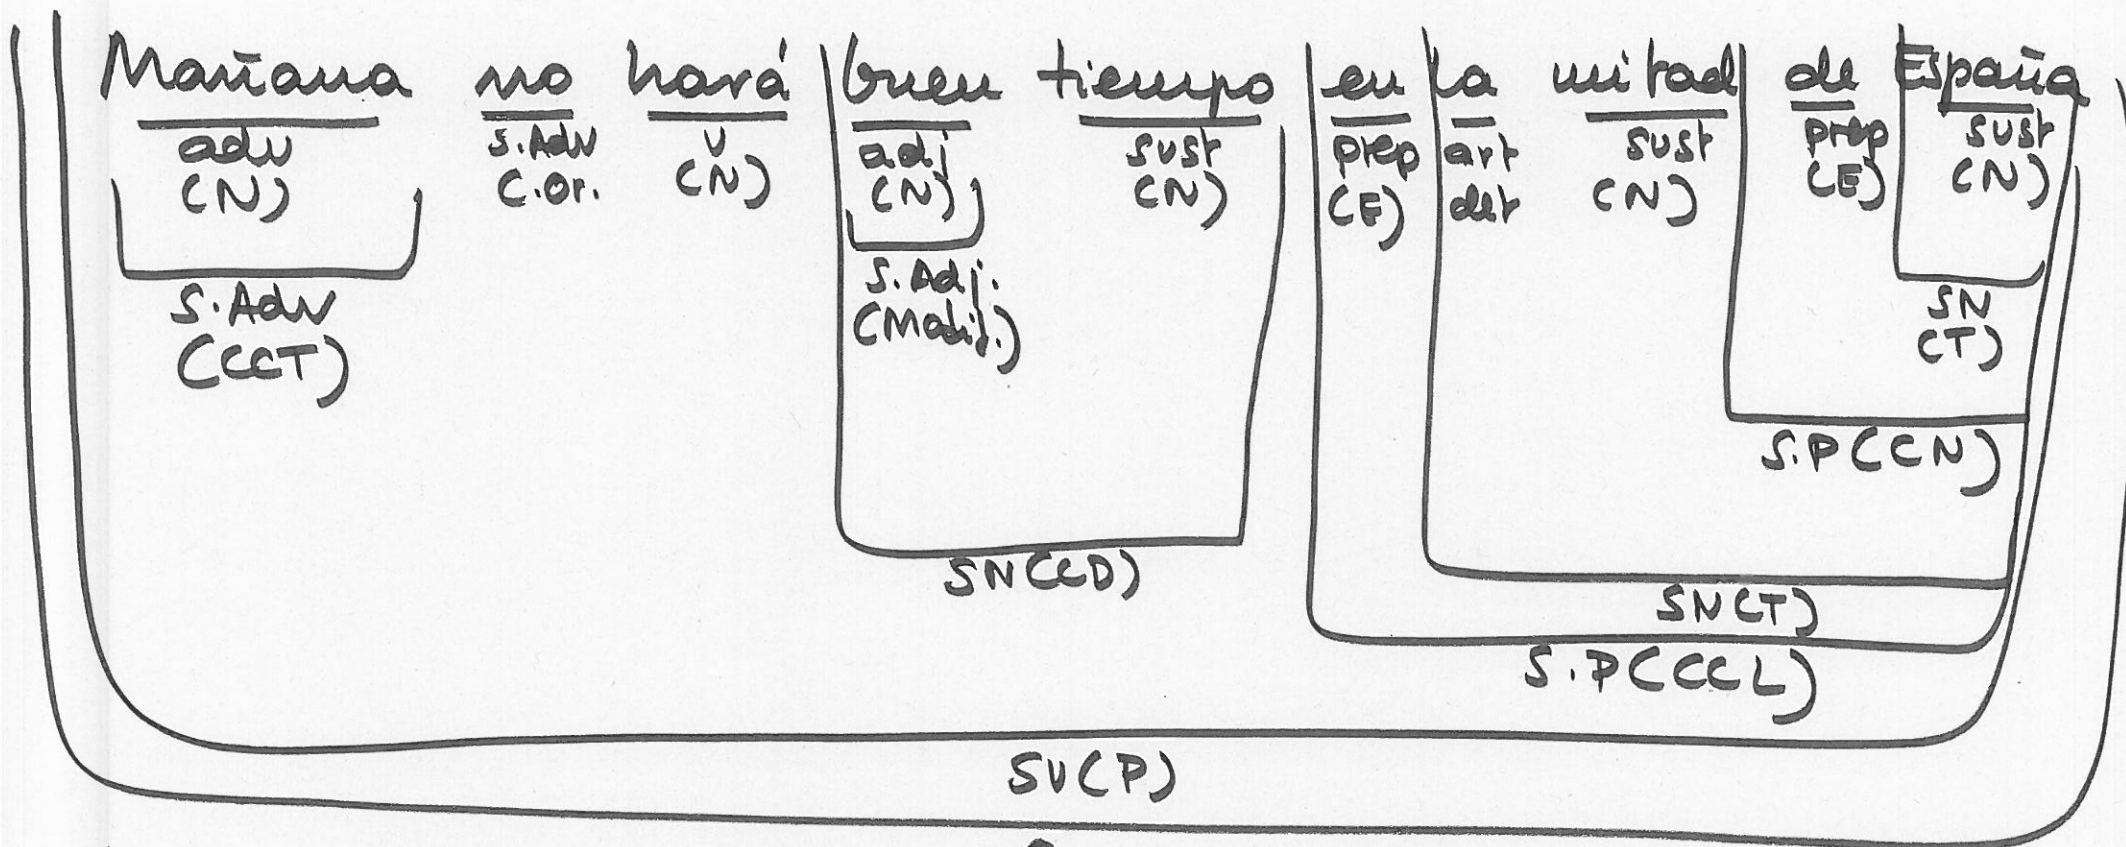 Mañana no hará buen tiempo en la mitad de España
adv S.Adv v adj sust prep art sust prep sust
(N) C.Or. (N) (N) (N) (E) det (N) (E) (N)
S.Adv S.Adj. SN
(CCT) (Modif.) (T)
S.P(CN)
SN(CD)
SN(T)
S.P(CCL)
SV(P)